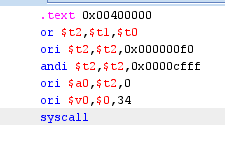 .text 0x00400000
or $t2,$t1,$t0
ori $t2,$t2,0x000000f0
andi $t2,$t2,0x0000cfff
ori $a0,$t2,0
ori $v0,$0,34
syscall